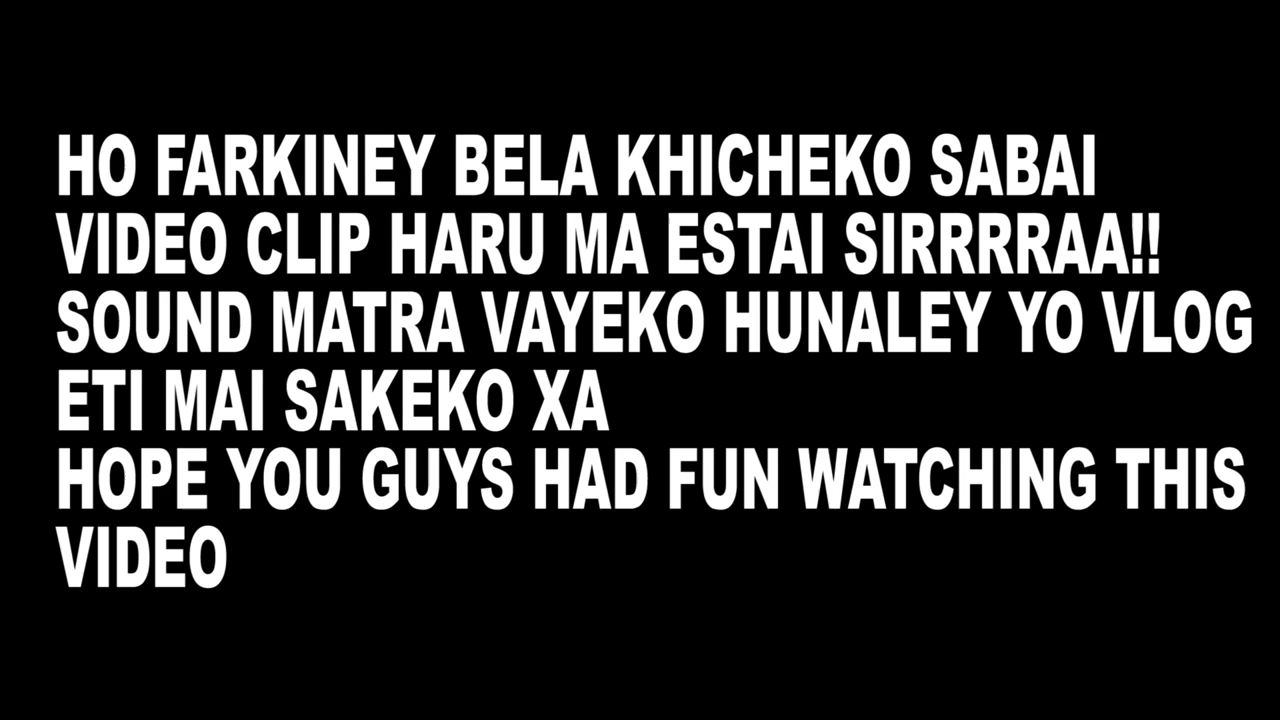 HO FARKINEY BELA KHICHEKO SABAI
VIDEO CLIP HARU MA ESTAI SIRRRRAA!!
SOUND MATRA VAYEKO HUNALEY YO VLOG
ETI MAI SAKEKO XA
HOPE YOU GUYS HAD FUN WATCHING THIS
VIDEO